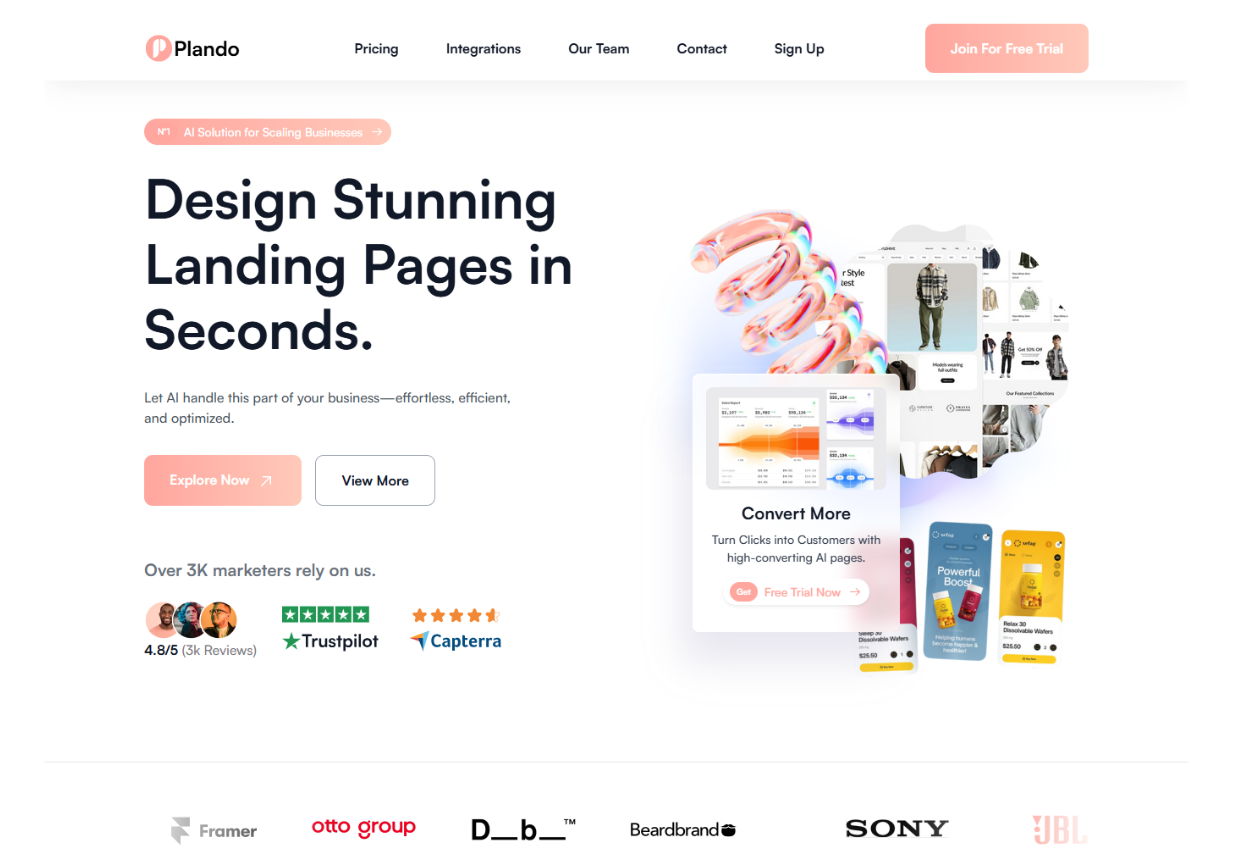 Plando
Pricing
Integrations
Our Team
Contact
Sign Up
Join For Free Trial
Nº1 AI Solution for Scaling Businesses →
Design Stunning
Landing Pages in
Seconds.
Let AI handle this part of your business—effortless, efficient,
and optimized.
Explore Now
View More
Over 3K marketers rely on us.
4.8/5 (3k Reviews)
Trustpilot
Capterra
r Style
Models wearing
full outfits
Get 50% Off
Our Featured Collections
Convert More
Turn Clicks into Customers with
high-converting AI pages.
Get Free Trial Now →
Sleep 30
Dissolvable Wafers
$25.50
Powerful
Boost
Helping humans
become happier &
healthier!
Relax 30
Dissolvable Wafers
$25.50
Framer
otto group
D__b__™
Beardbrand
SONY
JBL